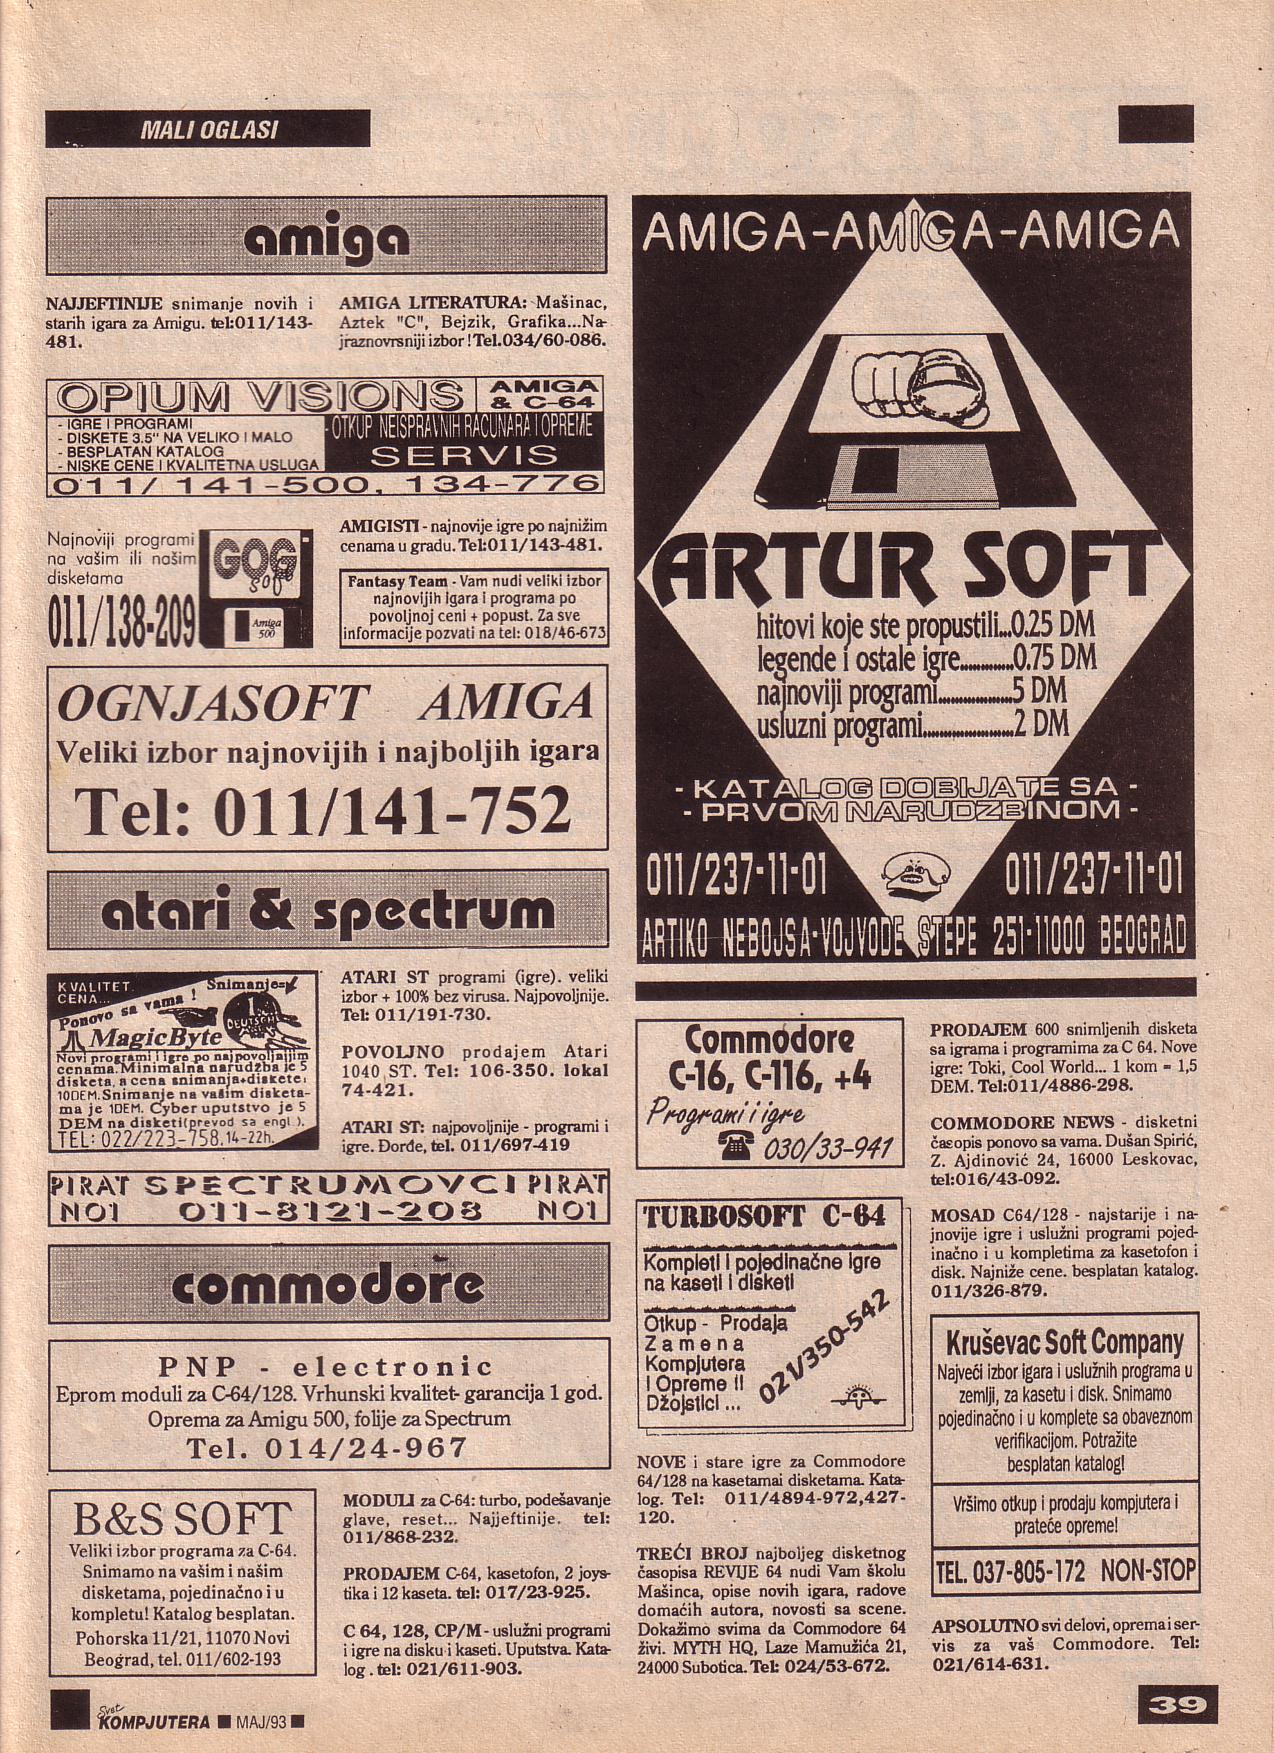 MALI OGLASI
amiga
NAJJEFTINIJE snimanje novih i
starih igara za Amigu. tel:011/143-
481.
AMIGA LITERATURA: Mašinac,
Aztek "C", Bejzik, Grafika...Na-
jraznovrsniji izbor!Tel.034/60-086.
OPIUM VISIONS
AMIGA
& C-64
- IGRE I PROGRAMI
- DISKETE 3.5" NA VELIKO I MALO
- BESPLATAN KATALOG
- NISKE CENE I KVALITETNA USLUGA
- OTKUP NEISPRAVNIH RACUNARA I OPREME
SERVIS
011/ 141-500, 134-776
Najnoviji programi
na vašim ili našim
disketama
011/138-209
GOG
soft
Amiga
500
AMIGISTI - najnovije igre po najnižim
cenama u gradu. Tel:011/143-481.
Fantasy Team - Vam nudi veliki izbor
najnovijih igara i programa po
povoljnoj ceni + popust. Za sve
informacije pozvati na tel: 018/46-673
OGNJASOFT AMIGA
Veliki izbor najnovijih i najboljih igara
Tel: 011/141-752
atari & spectrum
KVALITET.
CENA...
Snimanje=
Ponovo sa vama !
1
DEUTSCHE
MagicByte
Novi programi i igre po najpovoljnijim
cenama.Minimalna narudžba je 5
disketa, a cena snimanja+diskete:
10DEM.Snimanje na vašim disketa-
ma je 1DEM. Cyber uputstvo je 5
DEM na disketi(prevod sa engl.).
TEL: 022/223-758.14-22h.
ATARI ST programi (igre). veliki
izbor + 100% bez virusa. Najpovoljnije.
Tel: 011/191-730.
POVOLJNO prodajem Atari
1040 ST. Tel: 106-350. lokal
74-421.
ATARI ST: najpovoljnije - programi i
igre. Đorđe, tel. 011/697-419
PIRAT SPECTRUMOVCI PIRAT
NO1 011-3121-208 NO1
commodore
PNP - electronic
Eprom moduli za C-64/128. Vrhunski kvalitet- garancija 1 god.
Oprema za Amigu 500, folije za Spectrum
Tel. 014/24-967
B&S SOFT
Veliki izbor programa za C-64.
Snimamo na vašim i našim
disketama, pojedinačno i u
kompletu! Katalog besplatan.
Pohorska 11/21, 11070 Novi
Beograd, tel. 011/602-193
MODULI za C-64: turbo, podešavanje
glave, reset... Najjeftinije. tel:
011/868-232.
PRODAJEM C-64, kasetofon, 2 joys-
tika i 12 kaseta. tel: 017/23-925.
C 64, 128, CP/M - uslužni programi
i igre na disku i kaseti. Uputstva. Kata-
log. tel: 021/611-903.
AMIGA-AMIGA-AMIGA
ARTUR SOFT
hitovi koje ste propustili...0.25 DM
legende i ostale igre............0.75 DM
najnoviji programi................5 DM
usluzni programi....................2 DM
- KATALOG DOBIJATE SA -
- PRVOM NARUDZBINOM -
011/237-11-01 011/237-11-01
ARTIKO NEBOJSA-VOJVODE STEPE 251-11000 BEOGRAD
Commodore
C-16, C-116, +4
Programi i igre
☎ 030/33-941
TURBOSOFT C-64
Kompleti i pojedinačne igre
na kaseti i disketi
Otkup - Prodaja
Zamena
Kompjutera
i Opreme !!
Džojstici ...
021/350-542
NOVE i stare igre za Commodore
64/128 na kasetamai disketama. Kata-
log. Tel: 011/4894-972,427-
120.
TREĆI BROJ najboljeg disketnog
časopisa REVIJE 64 nudi Vam školu
Mašinca, opise novih igara, radove
domaćih autora, novosti sa scene.
Dokažimo svima da Commodore 64
živi. MYTH HQ, Laze Mamužića 21,
24000 Subotica. Tel: 024/53-672.
PRODAJEM 600 snimljenih disketa
sa igrama i programima za C 64. Nove
igre: Toki, Cool World... 1 kom = 1,5
DEM. Tel:011/4886-298.
COMMODORE NEWS - disketni
časopis ponovo sa vama. Dušan Spirić,
Z. Ajdinović 24, 16000 Leskovac,
tel:016/43-092.
MOSAD C64/128 - najstarije i na-
jnovije igre i uslužni programi pojed-
inačno i u kompletima za kasetofon i
disk. Najniže cene. besplatan katalog.
011/326-879.
Kruševac Soft Company
Najveći izbor igara i uslužnih programa u
zemlji, za kasetu i disk. Snimamo
pojedinačno i u komplete sa obaveznom
verifikacijom. Potražite
besplatan katalog!
Vršimo otkup i prodaju kompjutera i
prateće opreme!
TEL. 037-805-172 NON-STOP
APSOLUTNO svi delovi, oprema i ser-
vis za vaš Commodore. Tel:
021/614-631.
Svet
KOMPJUTERA ■ MAJ/93 ■
39